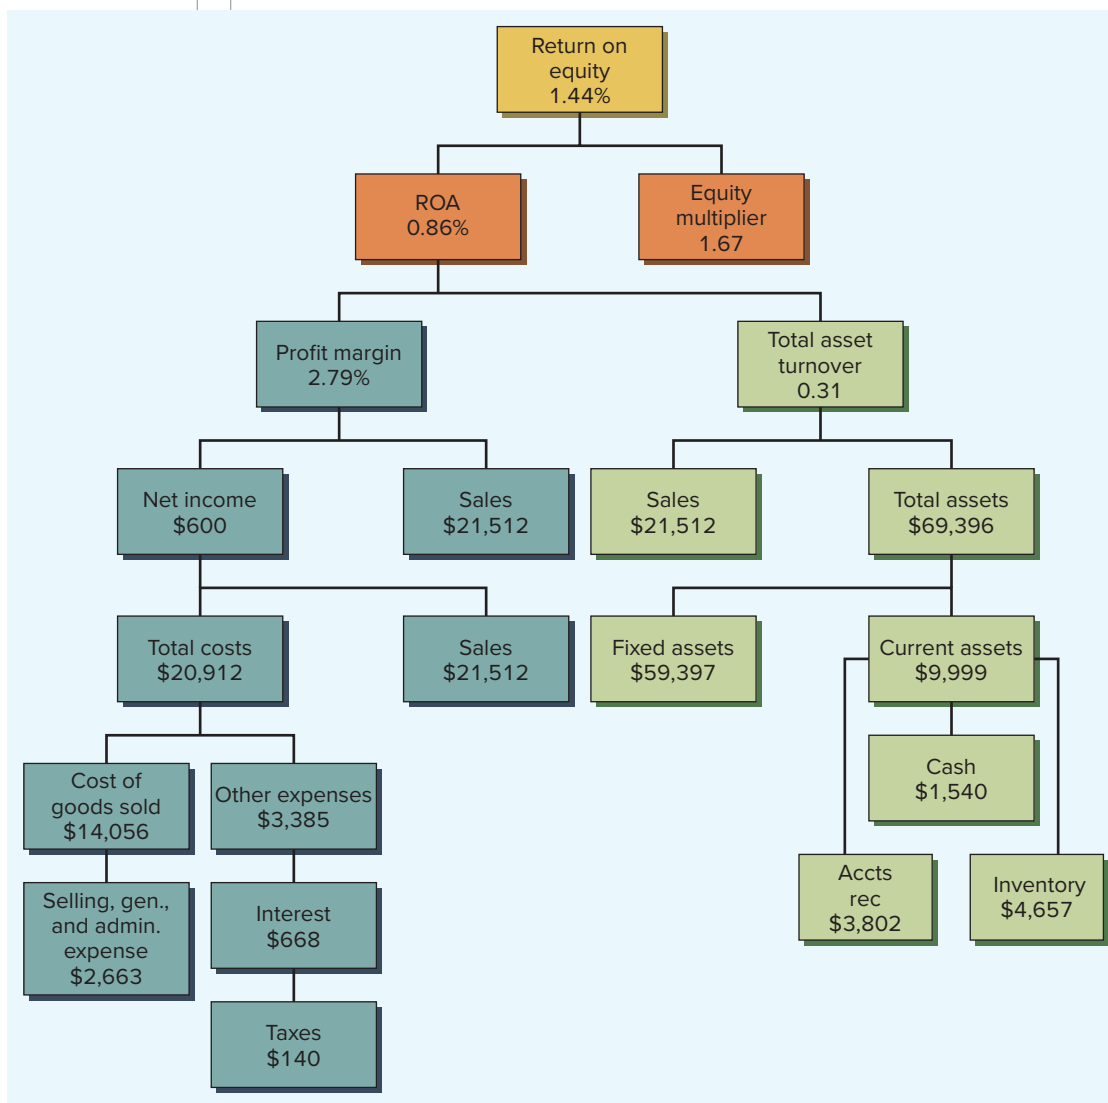 Return on
equity
1.44%
ROA
0.86%
Equity
multiplier
1.67
Profit margin
2.79%
Total asset
turnover
0.31
Net income
$600
Sales
$21,512
Sales
$21,512
Total assets
$69,396
Total costs
$20,912
Sales
$21,512
Fixed assets
$59,397
Current assets
$9,999
Cost of
goods sold
$14,056
Other expenses
$3,385
Cash
$1,540
Selling, gen.,
and admin.
expense
$2,663
Interest
$668
Accts
rec
$3,802
Inventory
$4,657
Taxes
$140